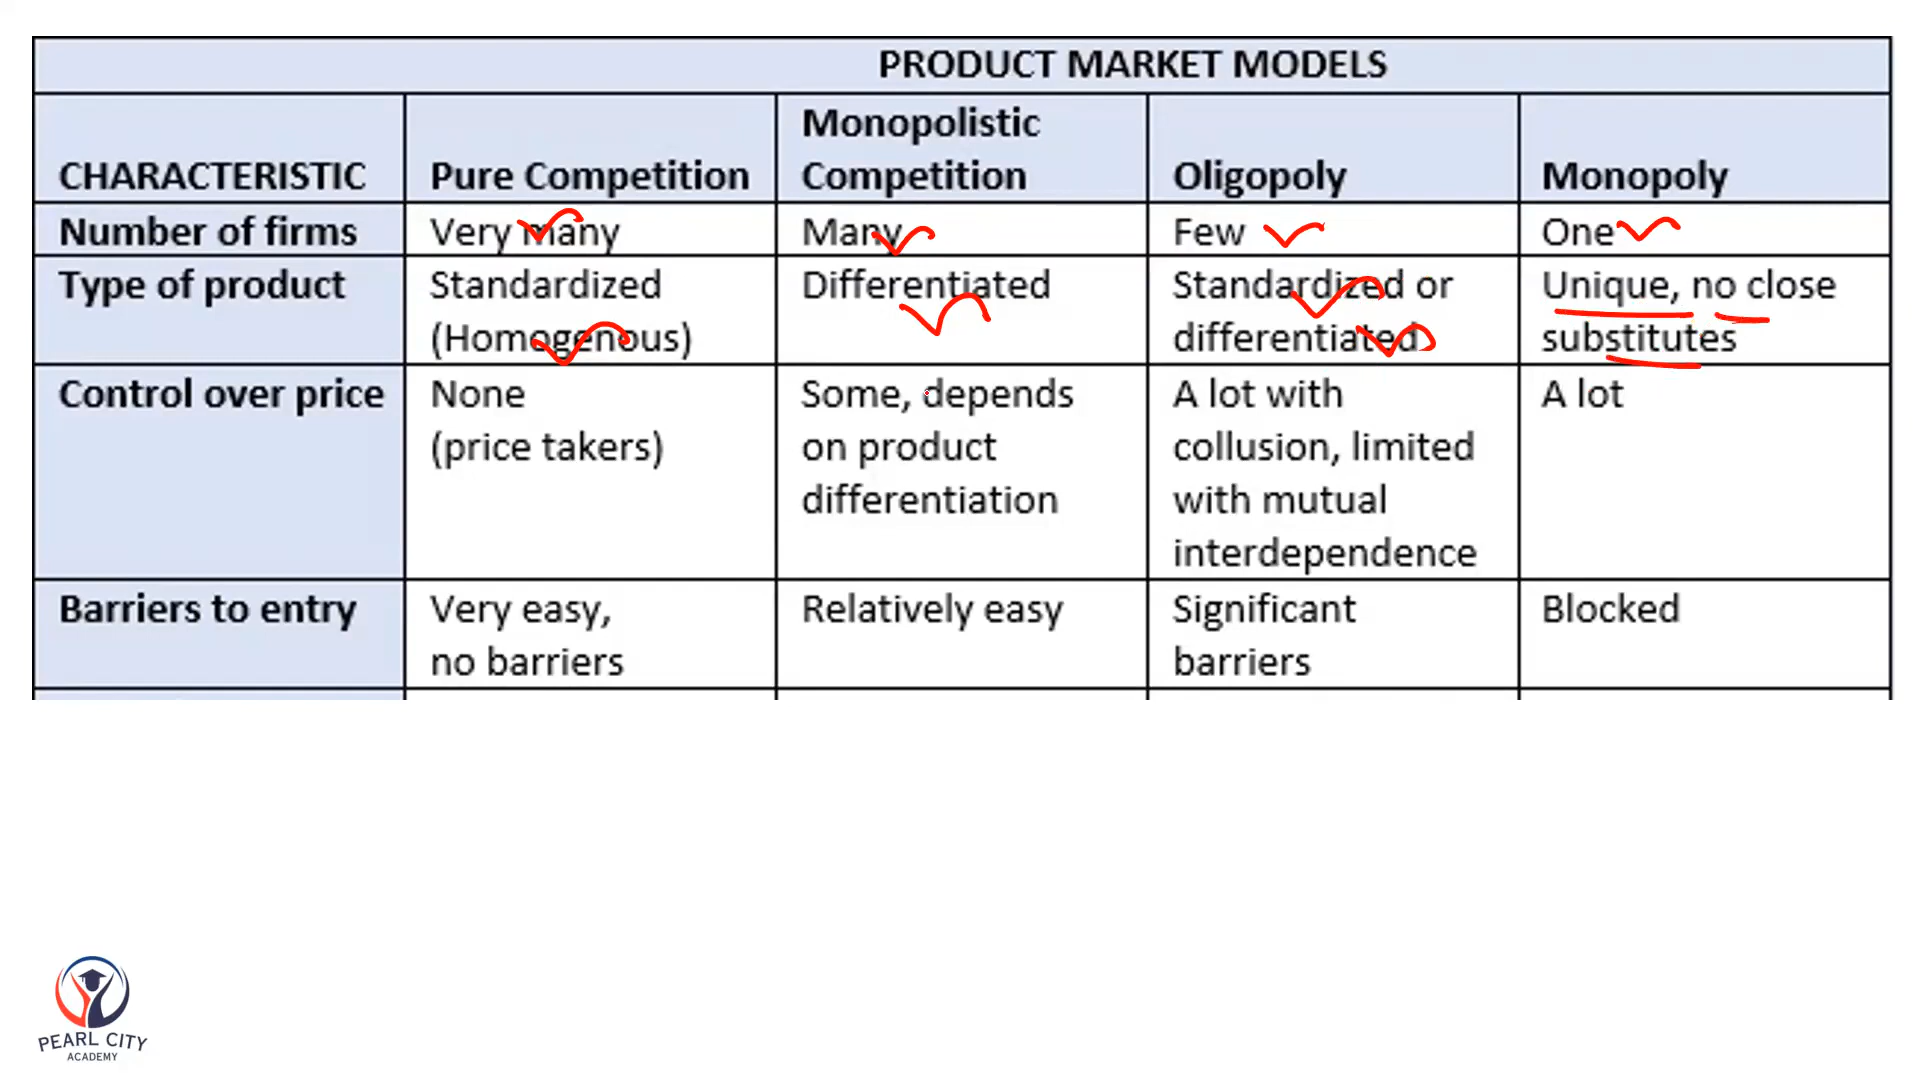 PRODUCT MARKET MODELS
CHARACTERISTIC
Pure Competition
Monopolistic
Competition
Oligopoly
Monopoly
Number of firms
Very many
Many
Few
One
Type of product
Standardized
(Homogenous)
Differentiated
Standardized or
differentiated
Unique, no close
substitutes
Control over price
None
(price takers)
Some, depends
on product
differentiation
A lot with
collusion, limited
with mutual
interdependence
A lot
Barriers to entry
Very easy,
no barriers
Relatively easy
Significant
barriers
Blocked
PEARL CITY
ACADEMY